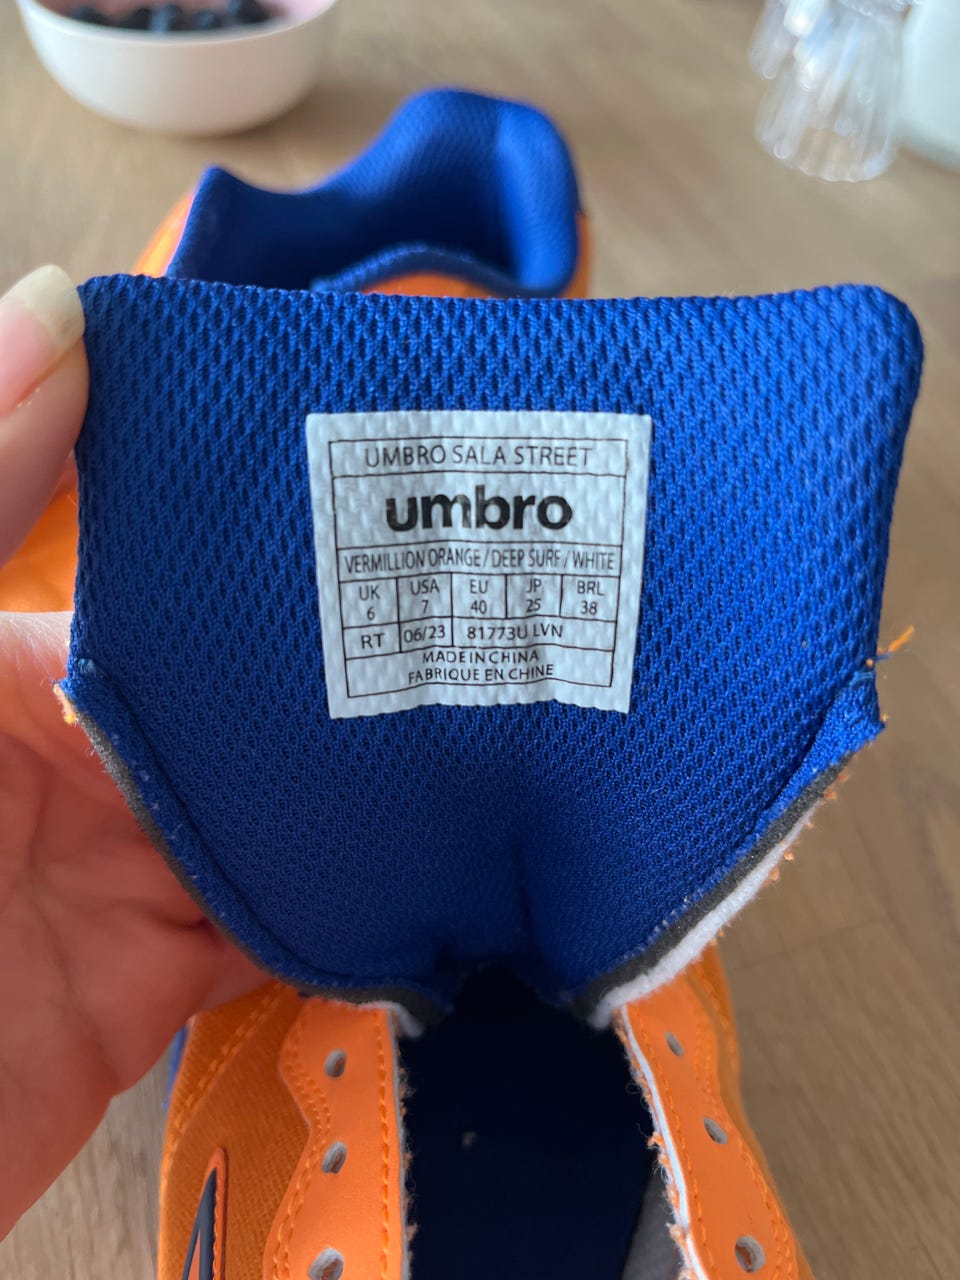 UMBRO SALA STREET
umbro
VERMILLION ORANGE / DEEP SURF / WHITE
UK USA EU JP BRL
6 7 40 25 38
RT 06/23 81773U LVN
MADE IN CHINA
FABRIQUE EN CHINE